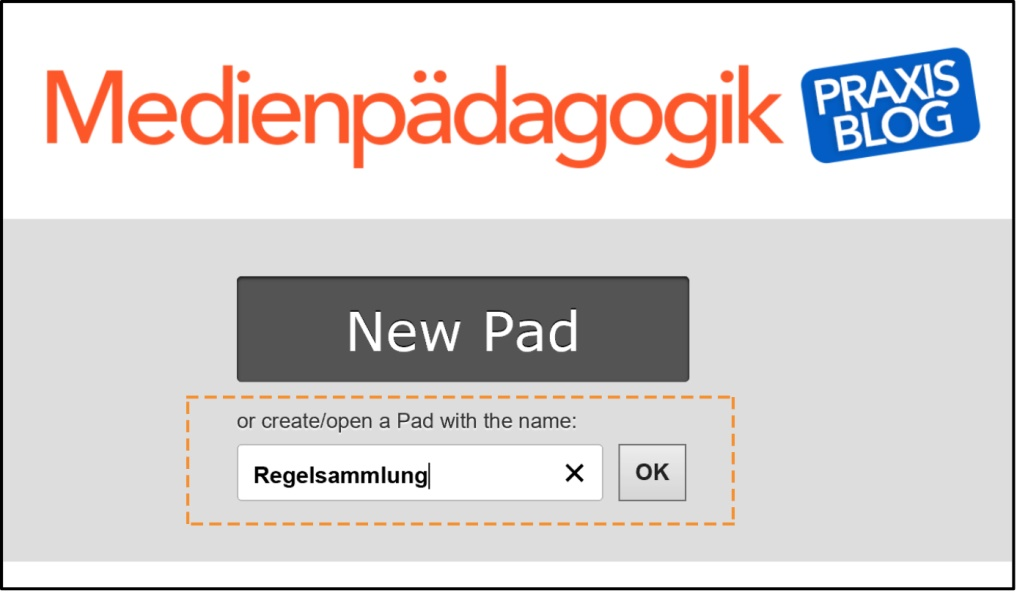 Medienpädagogik
PRAXIS
BLOG
New Pad
or create/open a Pad with the name:
Regelsammlung
OK